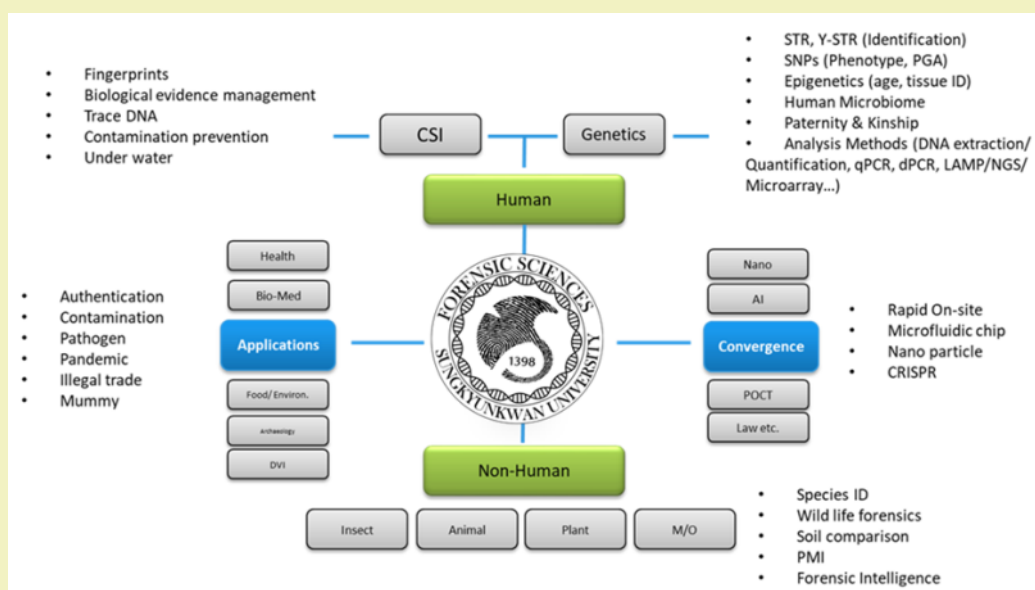 • Fingerprints
• Biological evidence management
• Trace DNA
• Contamination prevention
• Under water
CSI
Genetics
• STR, Y-STR (Identification)
• SNPs (Phenotype, PGA)
• Epigenetics (age, tissue ID)
• Human Microbiome
• Paternity & Kinship
• Analysis Methods (DNA extraction/
Quantification, qPCR, dPCR, LAMP/NGS/
Microarray...)
Human
• Authentication
• Contamination
• Pathogen
• Pandemic
• Illegal trade
• Mummy
Health
Bio-Med
Applications
Food/ Environ.
Archaeology
DVI
FORENSIC SCIENCES
1398
SUNGKYUNKWAN UNIVERSITY
Nano
AI
Convergence
POCT
Law etc.
• Rapid On-site
• Microfluidic chip
• Nano particle
• CRISPR
Non-Human
Insect
Animal
Plant
M/O
• Species ID
• Wild life forensics
• Soil comparison
• PMI
• Forensic Intelligence